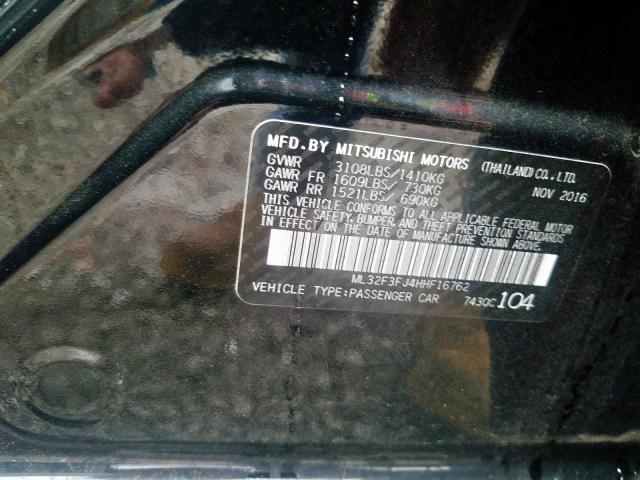 MFD.BY MITSUBISHI MOTORS (THAILAND) CO., LTD.
GVWR 3108LBS/1410KG NOV 2016
GAWR FR 1609LBS/ 730KG
GAWR RR 1521LBS/ 690KG
THIS VEHICLE CONFORMS TO ALL APPLICABLE FEDERAL MOTOR
VEHICLE SAFETY, BUMPER, AND THEFT PREVENTION STANDARDS
IN EFFECT ON THE DATE OF MANUFACTURE SHOWN ABOVE.
ML32F3FJ4HHF16762
VEHICLE TYPE:PASSENGER CAR 7430C 104